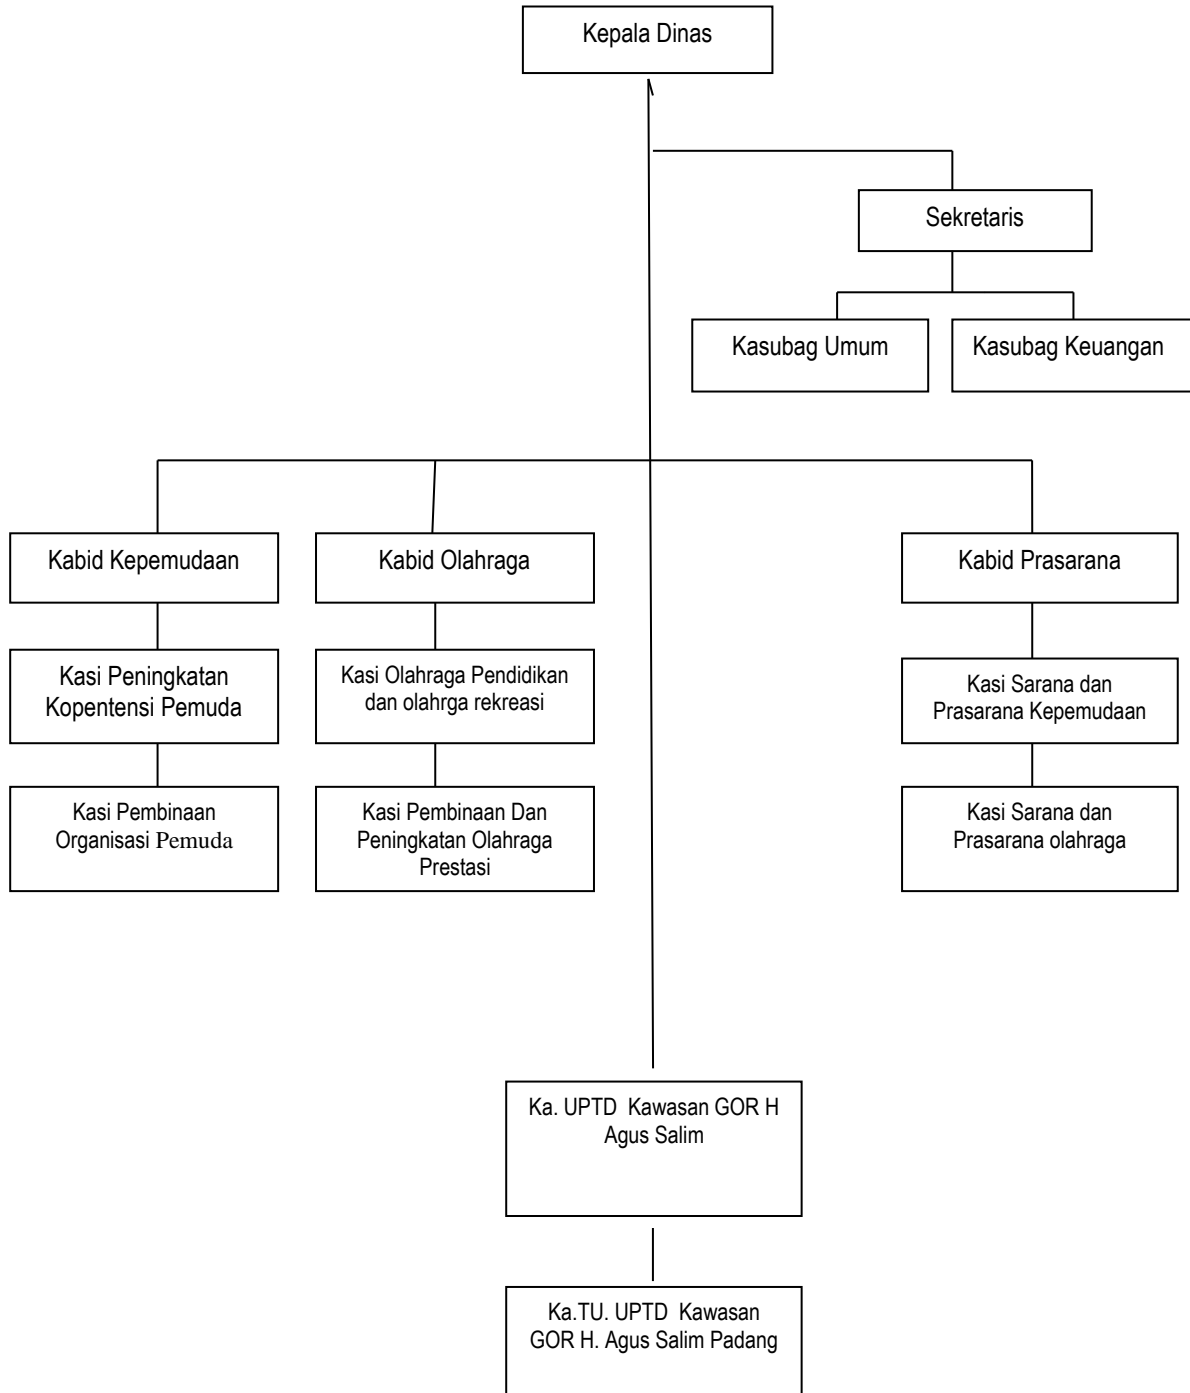 Kepala Dinas
Sekretaris
Kasubag Umum
Kasubag Keuangan
Kabid Kepemudaan
Kabid Olahraga
Kabid Prasarana
Kasi Peningkatan
Kopentensi Pemuda
Kasi Olahraga Pendidikan
dan olahrga rekreasi
Kasi Sarana dan
Prasarana Kepemudaan
Kasi Pembinaan
Organisasi Pemuda
Kasi Pembinaan Dan
Peningkatan Olahraga
Prestasi
Kasi Sarana dan
Prasarana olahraga
Ka. UPTD Kawasan GOR H
Agus Salim
Ka.TU. UPTD Kawasan
GOR H. Agus Salim Padang